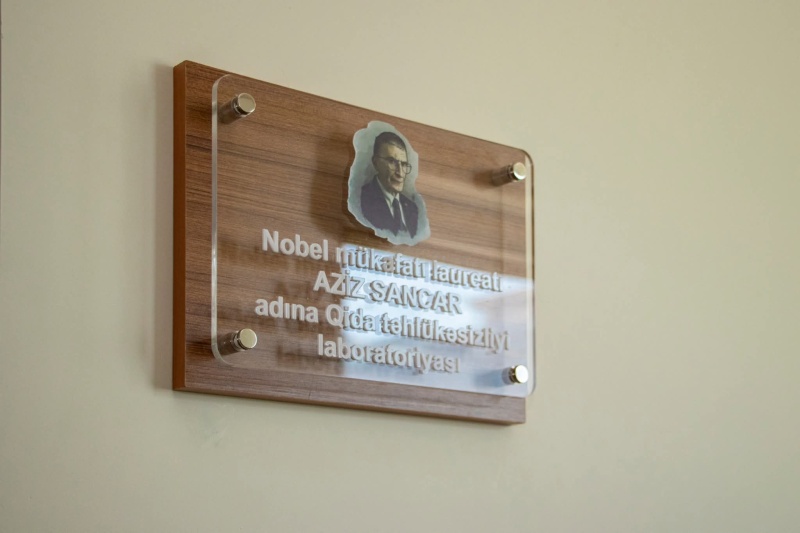 Nobel mükafatı laureatı
AZİZ SANCAR
adına Qida təhlükəsizliyi
laboratoriyası